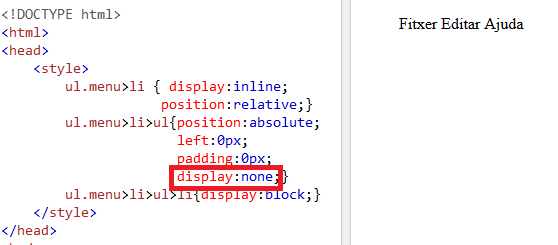 <!DOCTYPE html>
<html>
<head>
<style>
ul.menu>li { display:inline;
position:relative;}
ul.menu>li>ul{position:absolute;
left:0px;
padding:0px;
display:none;}
ul.menu>li>ul>li{display:block;}
</style>
</head>
Fitxer Editar Ajuda